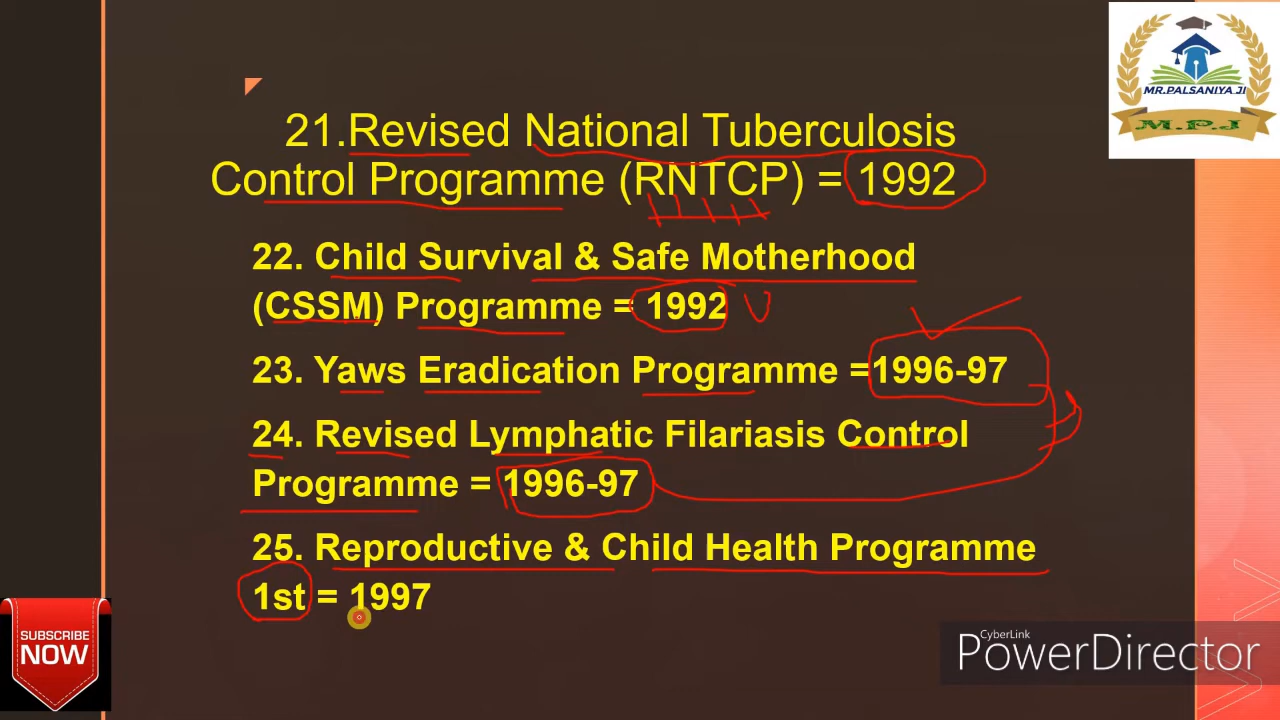 MR.PALSANIYA.JI
M.P.J
21.Revised National Tuberculosis
Control Programme (RNTCP) = 1992
22. Child Survival & Safe Motherhood
(CSSM) Programme = 1992
23. Yaws Eradication Programme =1996-97
24. Revised Lymphatic Filariasis Control
Programme = 1996-97
25. Reproductive & Child Health Programme
1st = 1997
SUBSCRIBE
NOW
CyberLink
PowerDirector